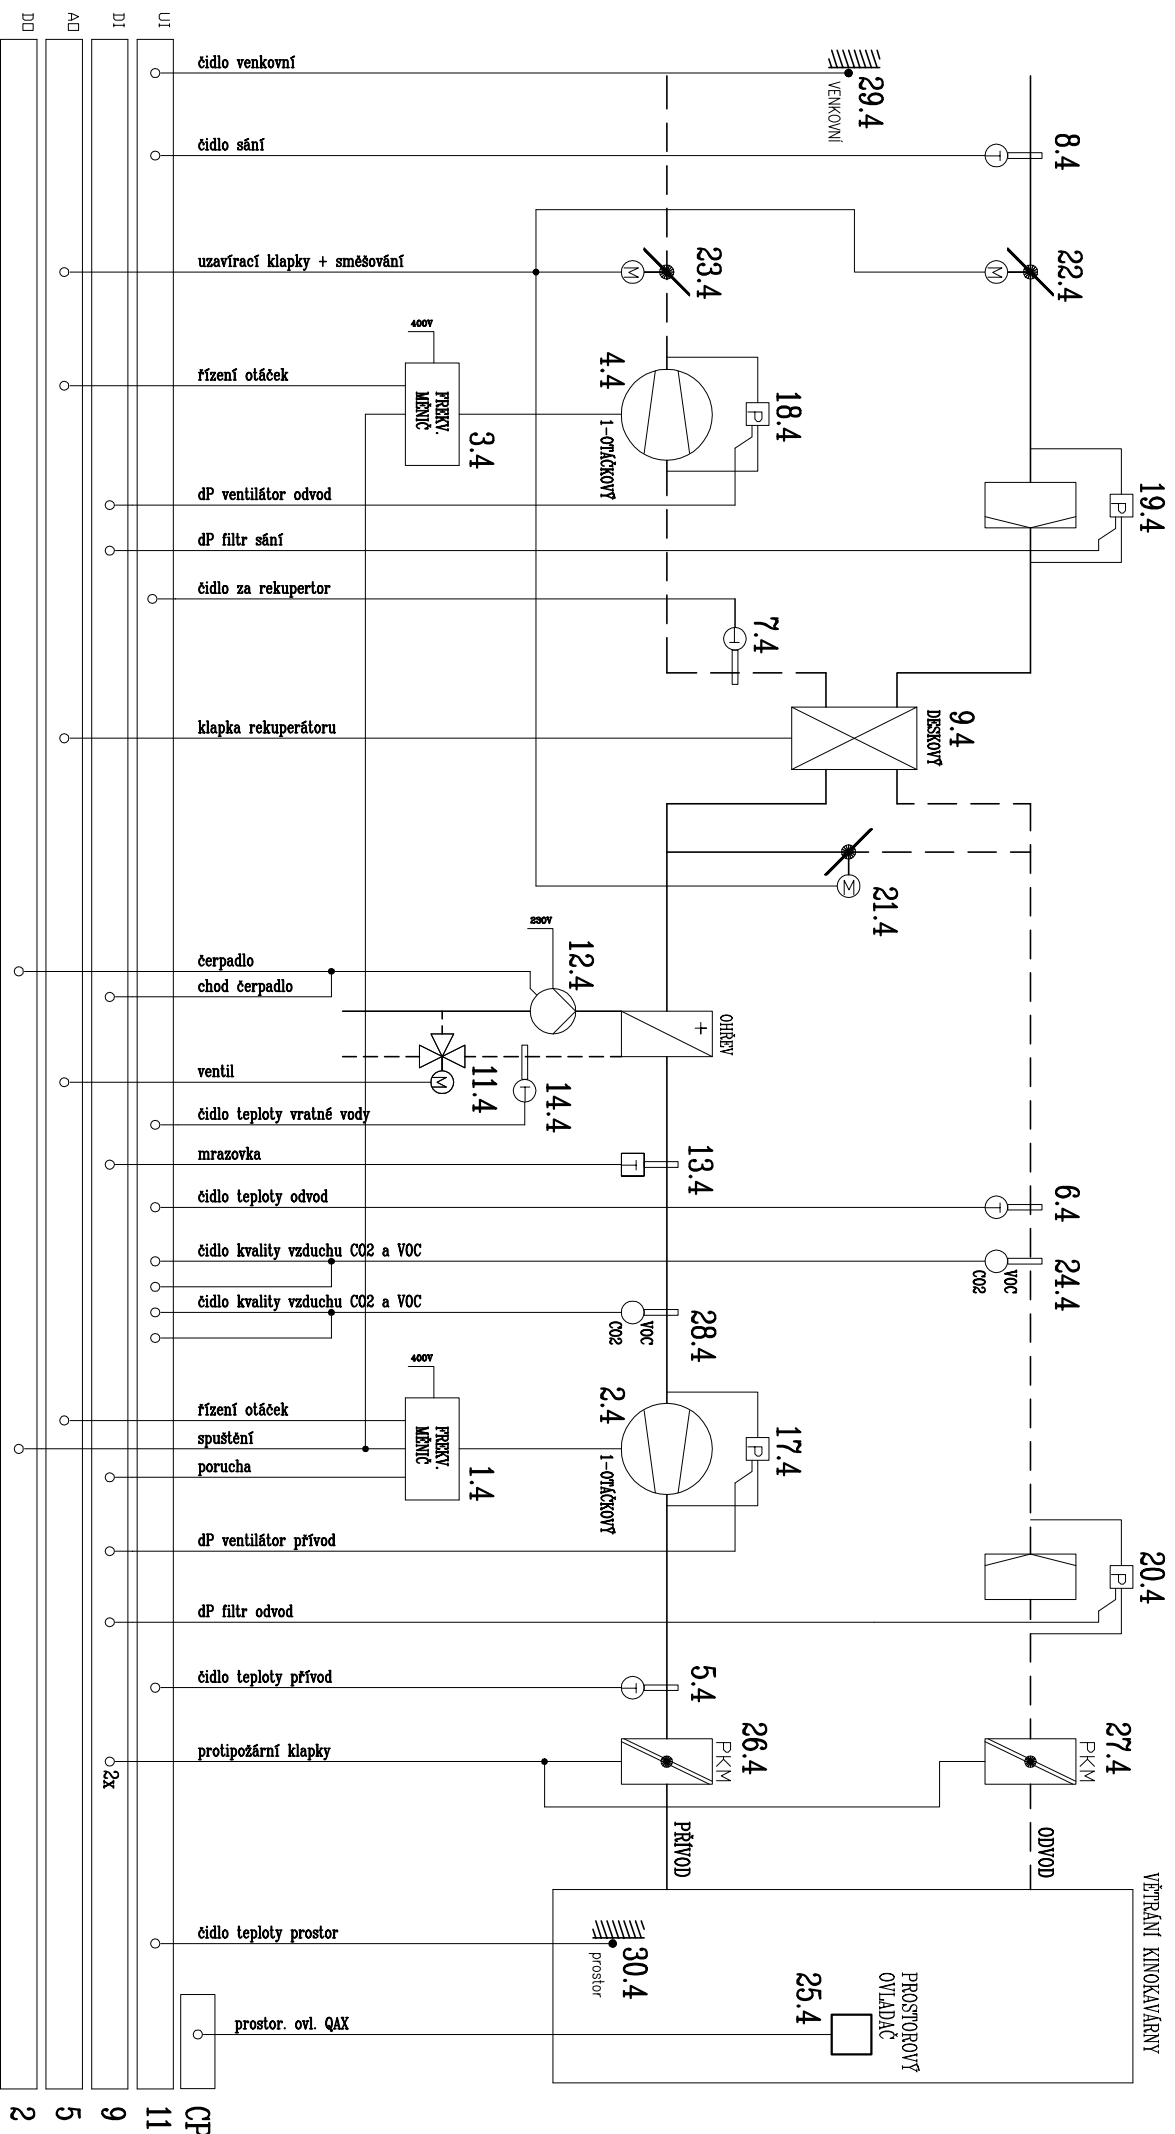 VĚTRÁNÍ KINOKAVÁRNY
29.4
VENKOVNÍ
8.4
22.4
23.4
4.4
1-OTÁČKOVÝ
18.4
P
19.4
P
400V
FREKV.
MĚNIČ
3.4
7.4
T
9.4
DESKOVÝ
21.4
M
M
M
T
230V
12.4
OHŘEV
+
11.4
M
14.4
T
13.4
T
6.4
T
24.4
VOC
CO2
28.4
VOC
CO2
2.4
1-OTÁČKOVÝ
17.4
P
400V
FREKV.
MĚNIČ
1.4
20.4
P
5.4
T
26.4
PKM
27.4
PKM
PŘÍVOD
ODVOD
30.4
prostor
25.4
PROSTOROVÝ
OVLADAČ
čidlo venkovní
čidlo sání
uzavírací klapky + směšování
řízení otáček
dP ventilátor odvod
dP filtr sání
čidlo za rekupertor
klapka rekuperátoru
čerpadlo
chod čerpadlo
ventil
čidlo teploty vratné vody
mrazovka
čidlo teploty odvod
čidlo kvality vzduchu CO2 a VOC
čidlo kvality vzduchu CO2 a VOC
řízení otáček
spuštění
porucha
dP ventilátor přívod
dP filtr odvod
čidlo teploty přívod
protipožární klapky
2x
čidlo teploty prostor
prostor. ovl. QAX
CP
UI
11
DI
9
AO
5
DO
2